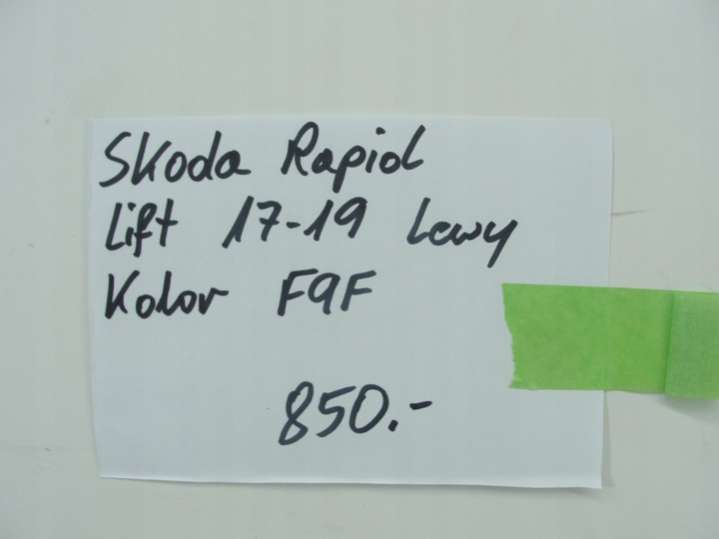 Skoda Rapid
Lift 17-19 Lewy
Kolor F9F
850.-